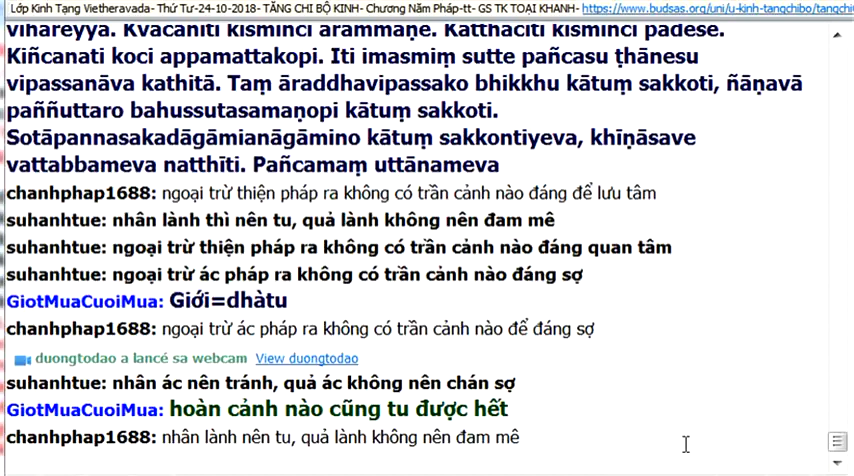 Lớp Kinh Tạng Vietheravada- Thứ Tư-24-10-2018- TĂNG CHI BỘ KINH- Chương Năm Pháp-tt- GS TK TOẠI KHANH- https://www.budsas.org/uni/u-kinh-tangchibo/tangchi
vihareyya. Kvacaniti kismiñci ārammaṇe. Katthacīti kismiñci padese.
Kiñcanati koci appamattakopi. Iti imasmiṃ sutte pañcasu ṭhānesu
vipassanāva kathitā. Taṃ āraddhavipassako bhikkhu kātuṃ sakkoti, ñāṇavā
paññuttaro bahussutasamaṇopi kātuṃ sakkoti.
Sotāpannasakadāgāmianāgāmino kātuṃ sakkontiyeva, khīṇāsave
vattabbameva natthīti. Pañcamaṃ uttānameva
chanhphap1688: ngoại trừ thiện pháp ra không có trần cảnh nào đáng để lưu tâm
suhanhtue: nhân lành thì nên tu, quả lành không nên đam mê
suhanhtue: ngoại trừ thiện pháp ra không có trần cảnh nào đáng quan tâm
suhanhtue: ngoại trừ ác pháp ra không có trần cảnh nào đáng sợ
GiotMuaCuoiMua: Giới=dhàtu
chanhphap1688: ngoại trừ ác pháp ra không có trần cảnh nào để đáng sợ
duongtodao a lancé sa webcam View duongtodao
suhanhtue: nhân ác nên tránh, quả ác không nên chán sợ
GiotMuaCuoiMua: hoàn cảnh nào cũng tu được hết
chanhphap1688: nhân lành nên tu, quả lành không nên đam mê